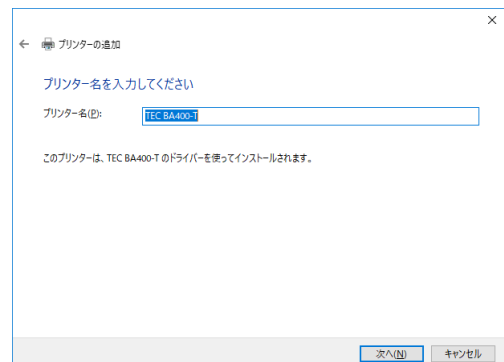 プリンターの追加
プリンター名を入力してください
プリンター名(P): TEC BA400-T
このプリンターは、TEC BA400-T のドライバーを使ってインストールされます。
次へ(N) キャンセル